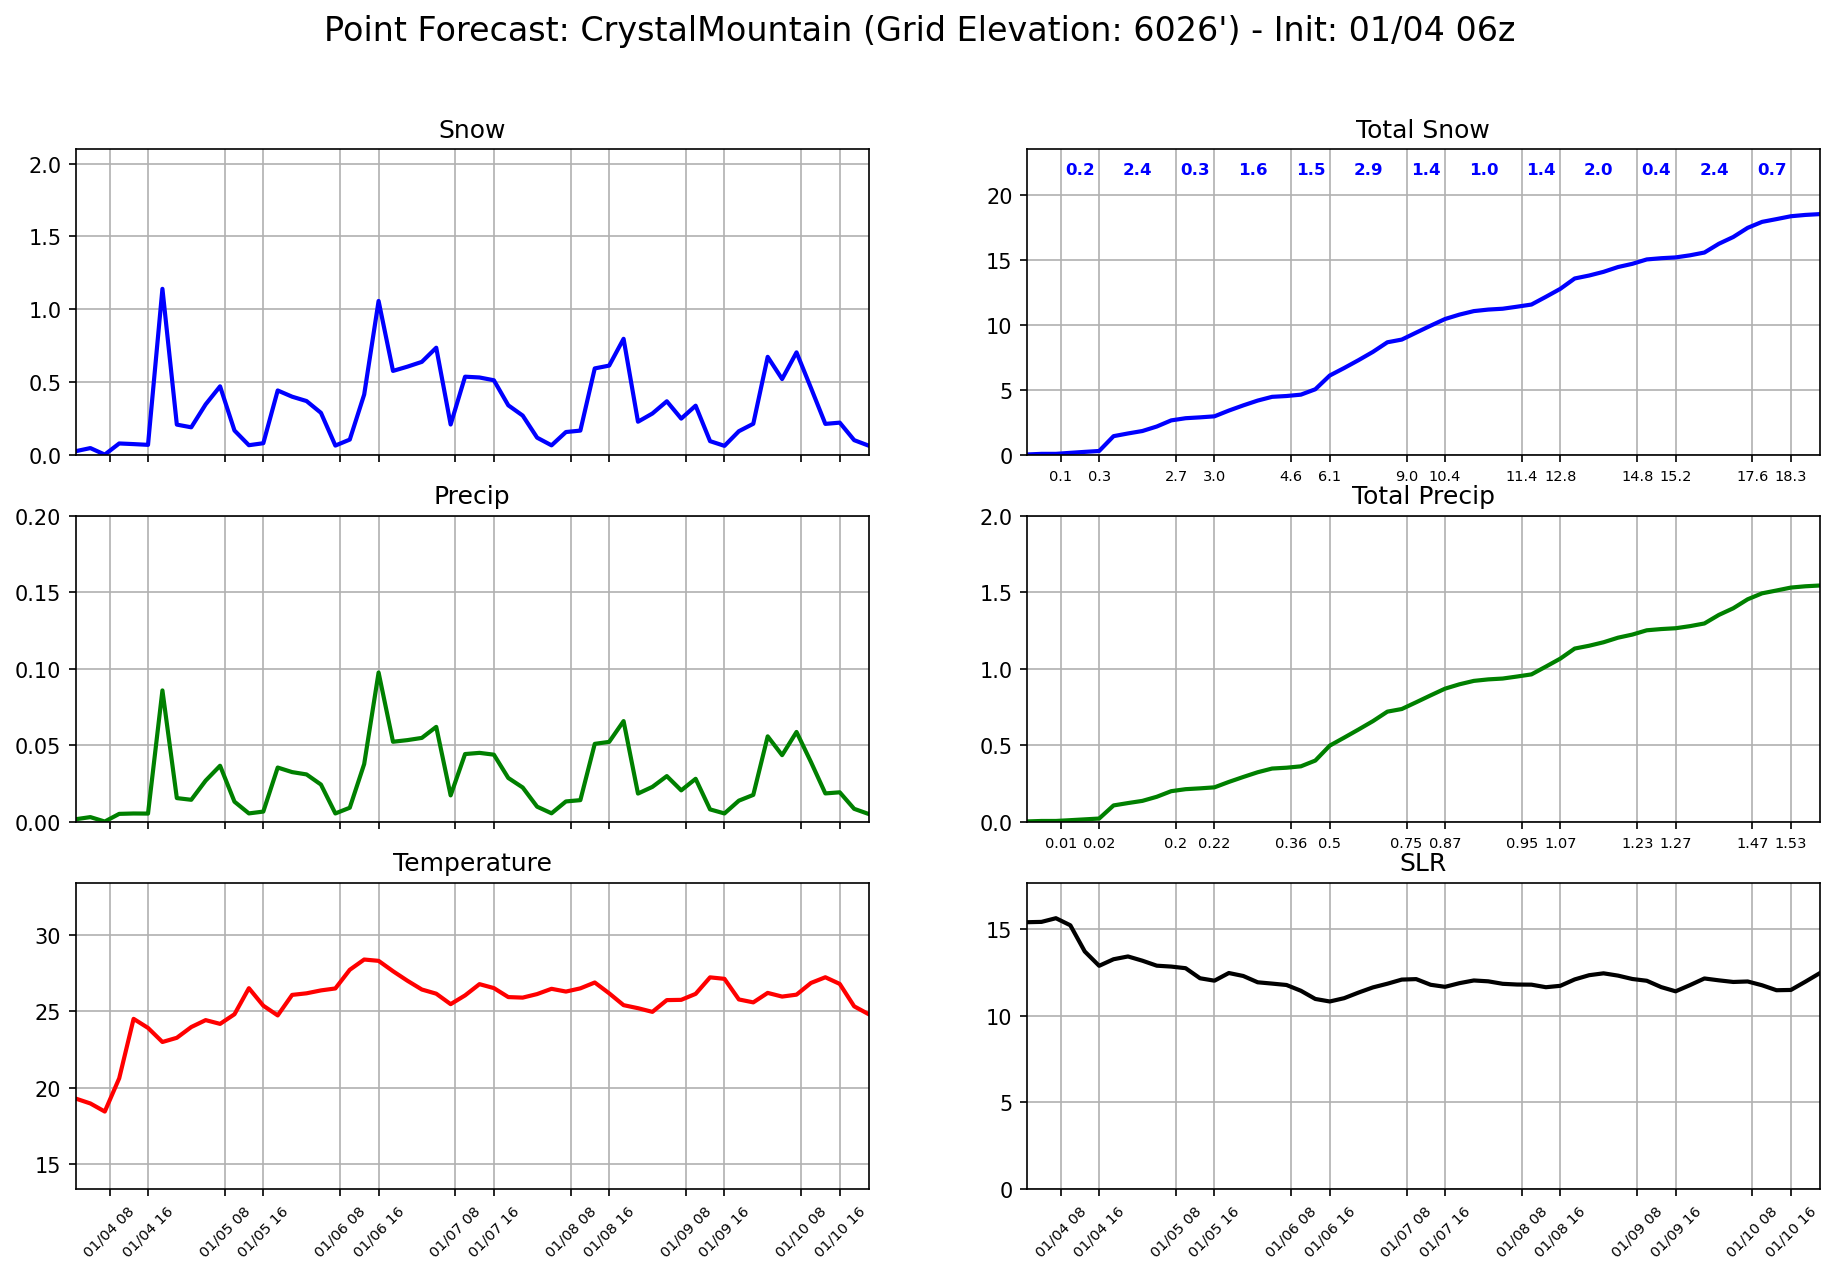 Point Forecast: CrystalMountain (Grid Elevation: 6026') - Init: 01/04 06z
Snow
2.0
1.5
1.0
0.5
0.0
Total Snow
0.2 2.4 0.3 1.6 1.5 2.9 1.4 1.0 1.4 2.0 0.4 2.4 0.7
20
15
10
5
0
0.1 0.3 2.7 3.0 4.6 6.1 9.0 10.4 11.4 12.8 14.8 15.2 17.6 18.3
Precip
0.20
0.15
0.10
0.05
0.00
Total Precip
2.0
1.5
1.0
0.5
0.0
0.01 0.02 0.2 0.22 0.36 0.5 0.75 0.87 0.95 1.07 1.23 1.27 1.47 1.53
Temperature
30
25
20
15
01/04 08 01/04 16 01/05 08 01/05 16 01/06 08 01/06 16 01/07 08 01/07 16 01/08 08 01/08 16 01/09 08 01/09 16 01/10 08 01/10 16
SLR
15
10
5
0
01/04 08 01/04 16 01/05 08 01/05 16 01/06 08 01/06 16 01/07 08 01/07 16 01/08 08 01/08 16 01/09 08 01/09 16 01/10 08 01/10 16